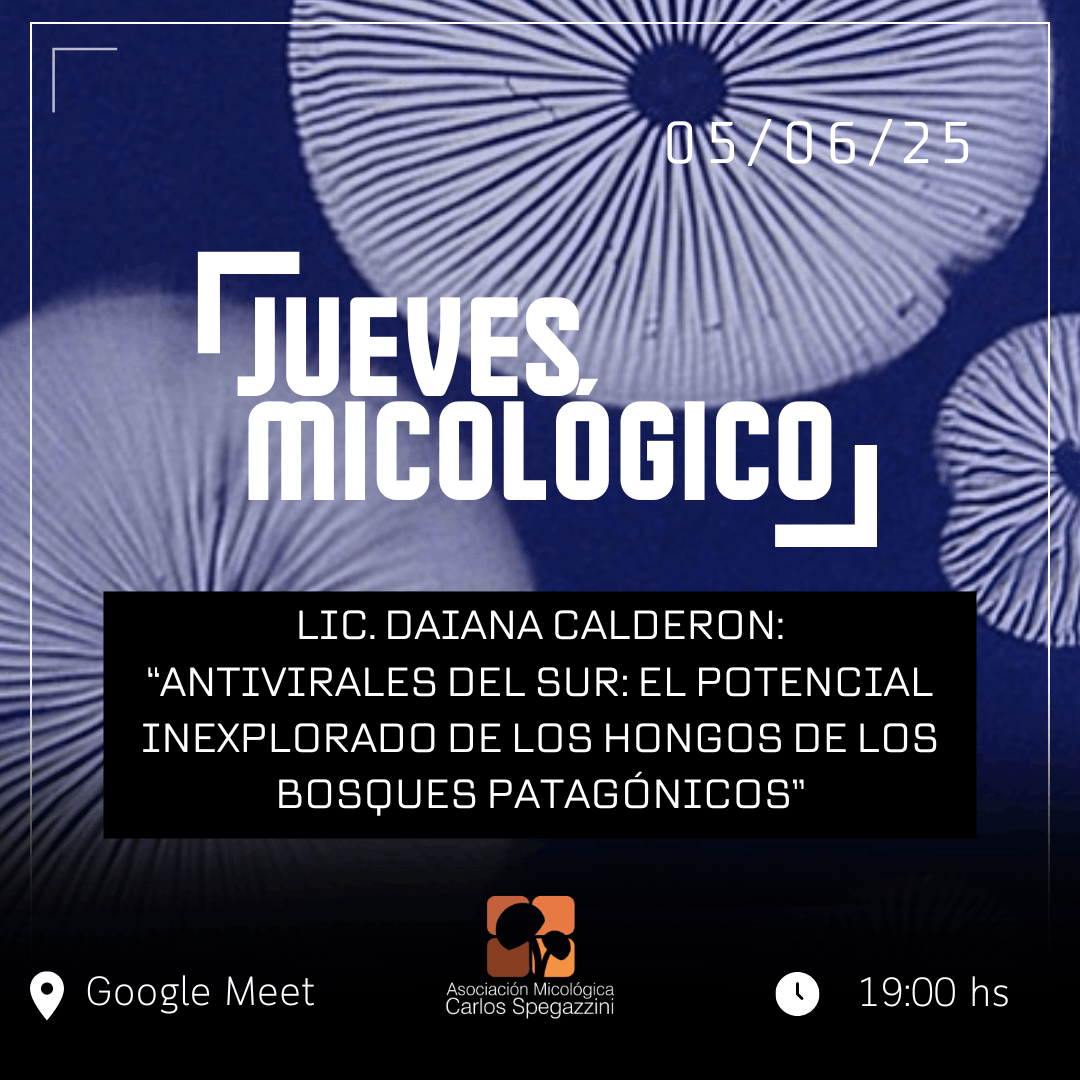 05/06/25
JUEVES
MICOLÓGICO
LIC. DAIANA CALDERON:
“ANTIVIRALES DEL SUR: EL POTENCIAL
INEXPLORADO DE LOS HONGOS DE LOS
BOSQUES PATAGÓNICOS”
Google Meet
Asociación Micológica
Carlos Spegazzini
19:00 hs